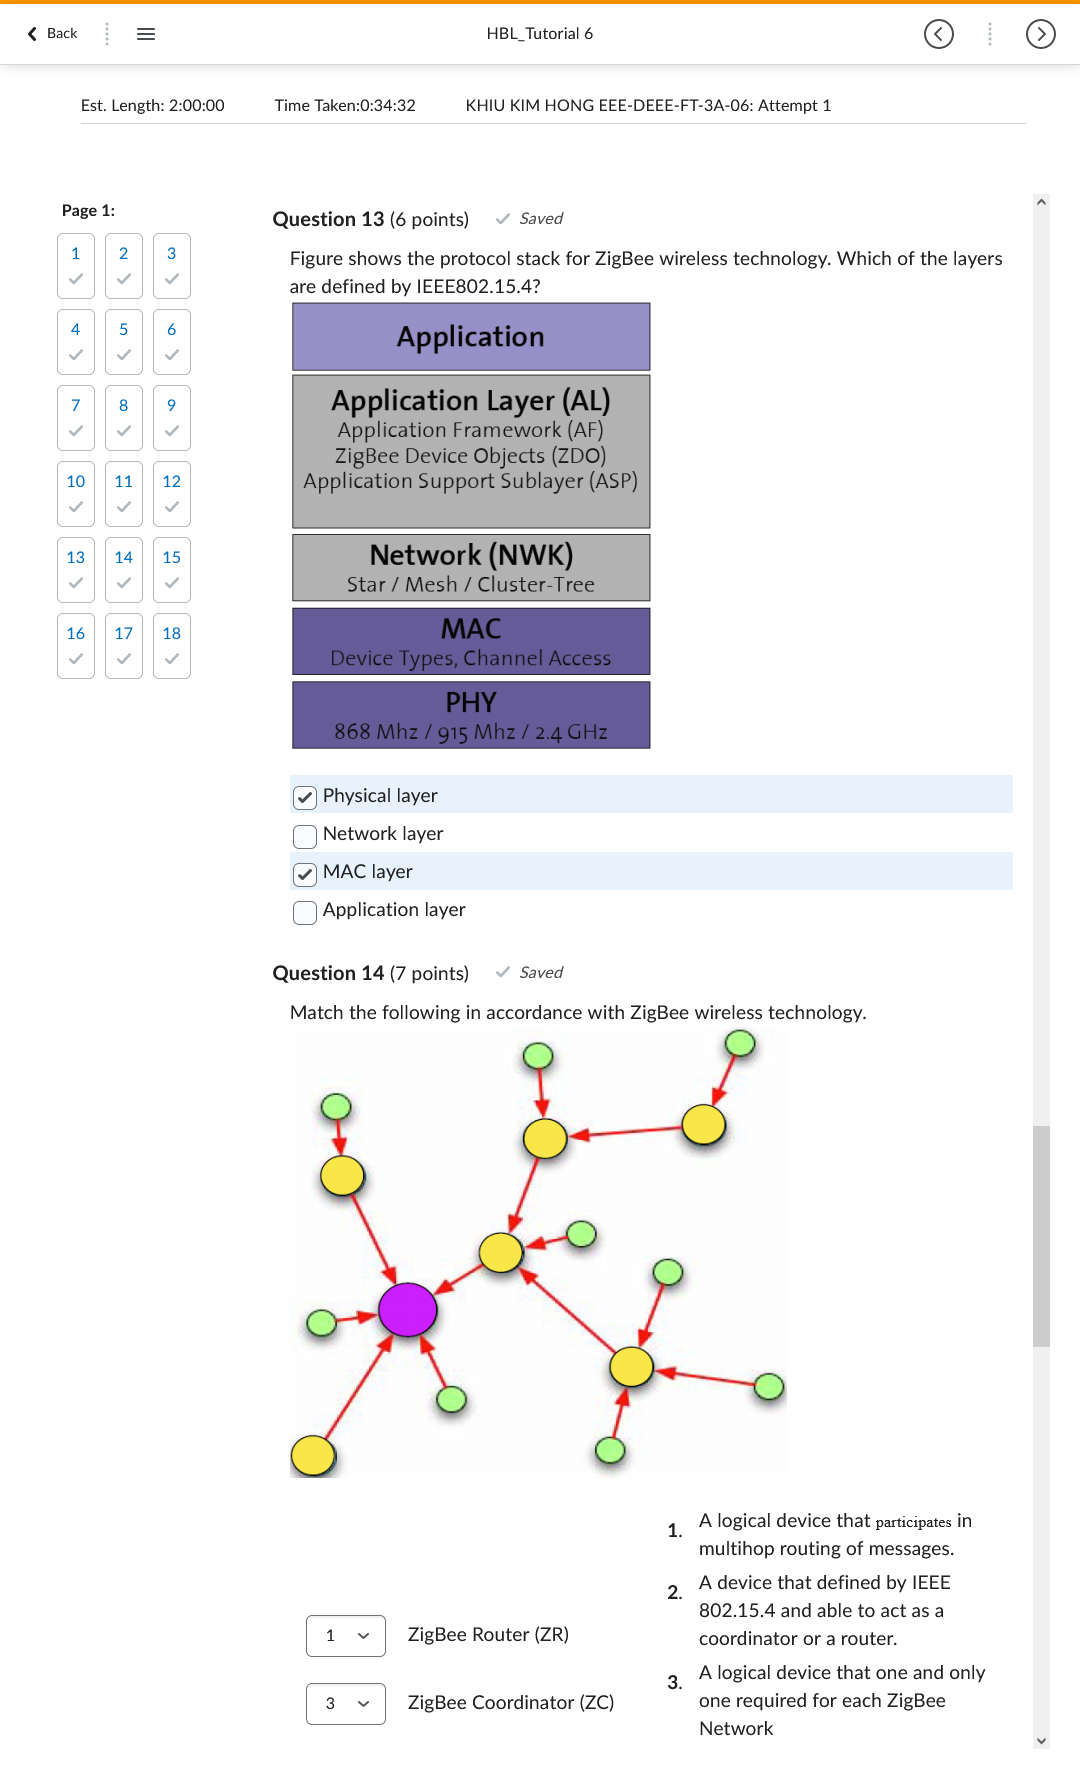 Back
HBL_Tutorial 6
Est. Length: 2:00:00 Time Taken:0:34:32 KHIU KIM HONG EEE-DEEE-FT-3A-06: Attempt 1
Page 1:
1 2 3
4 5 6
7 8 9
10 11 12
13 14 15
16 17 18
Question 13 (6 points) Saved
Figure shows the protocol stack for ZigBee wireless technology. Which of the layers
are defined by IEEE802.15.4?
Application
Application Layer (AL)
Application Framework (AF)
ZigBee Device Objects (ZDO)
Application Support Sublayer (ASP)
Network (NWK)
Star / Mesh / Cluster-Tree
MAC
Device Types, Channel Access
PHY
868 Mhz / 915 Mhz / 2.4 GHz
Physical layer
Network layer
MAC layer
Application layer
Question 14 (7 points) Saved
Match the following in accordance with ZigBee wireless technology.
1 ZigBee Router (ZR)
3 ZigBee Coordinator (ZC)
1. A logical device that participates in
multihop routing of messages.
2. A device that defined by IEEE
802.15.4 and able to act as a
coordinator or a router.
3. A logical device that one and only
one required for each ZigBee
Network